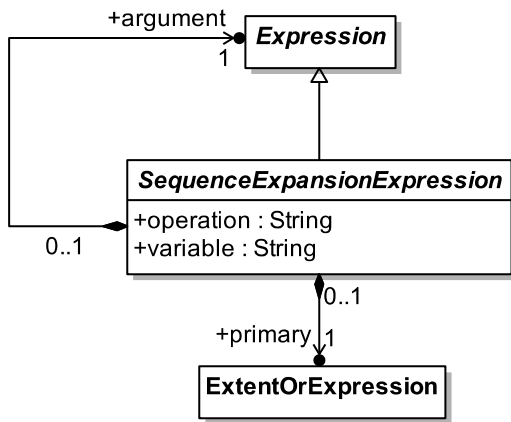 +argument
Expression
1
SequenceExpansionExpression
+operation : String
+variable : String
0..1
0..1
+primary
1
ExtentOrExpression